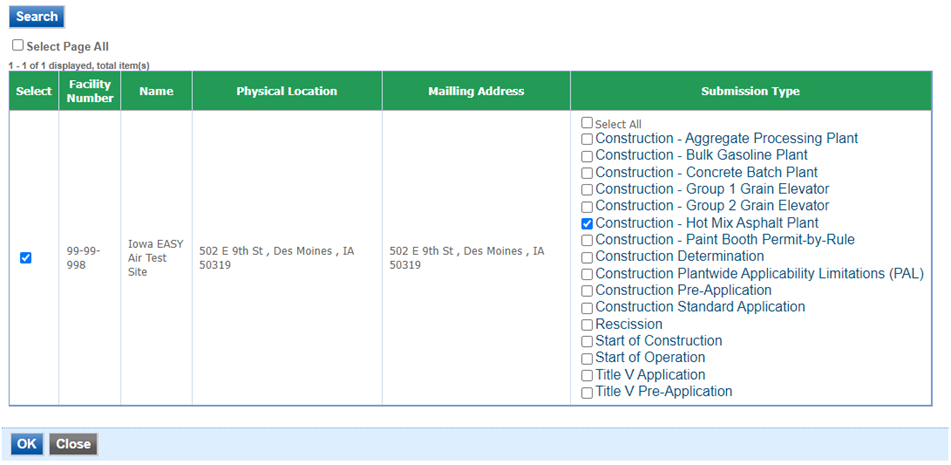 Search
Select Page All
1 - 1 of 1 displayed, total item(s)
Select
Facility
Number
Name
Physical Location
Mailling Address
Submission Type
99-99-
998
Iowa EASY
Air Test
Site
502 E 9th St , Des Moines , IA
50319
502 E 9th St , Des Moines , IA
50319
Select All
Construction - Aggregate Processing Plant
Construction - Bulk Gasoline Plant
Construction - Concrete Batch Plant
Construction - Group 1 Grain Elevator
Construction - Group 2 Grain Elevator
Construction - Hot Mix Asphalt Plant
Construction - Paint Booth Permit-by-Rule
Construction Determination
Construction Plantwide Applicability Limitations (PAL)
Construction Pre-Application
Construction Standard Application
Rescission
Start of Construction
Start of Operation
Title V Application
Title V Pre-Application
OK
Close